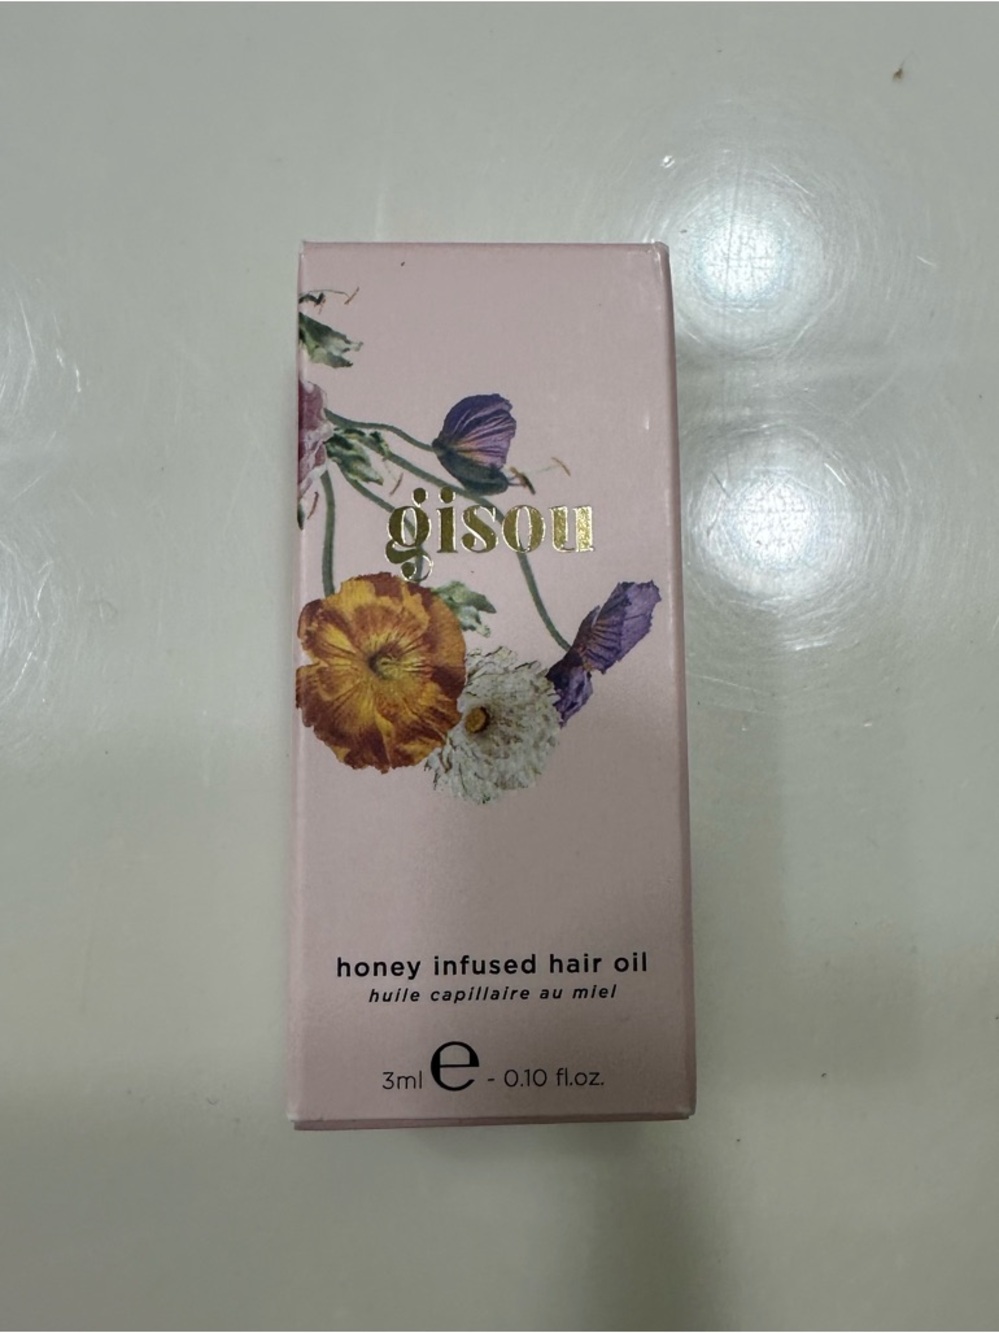 gisou
honey infused hair oil
huile capillaire au miel
3ml ℮ - 0.10 fl.oz.